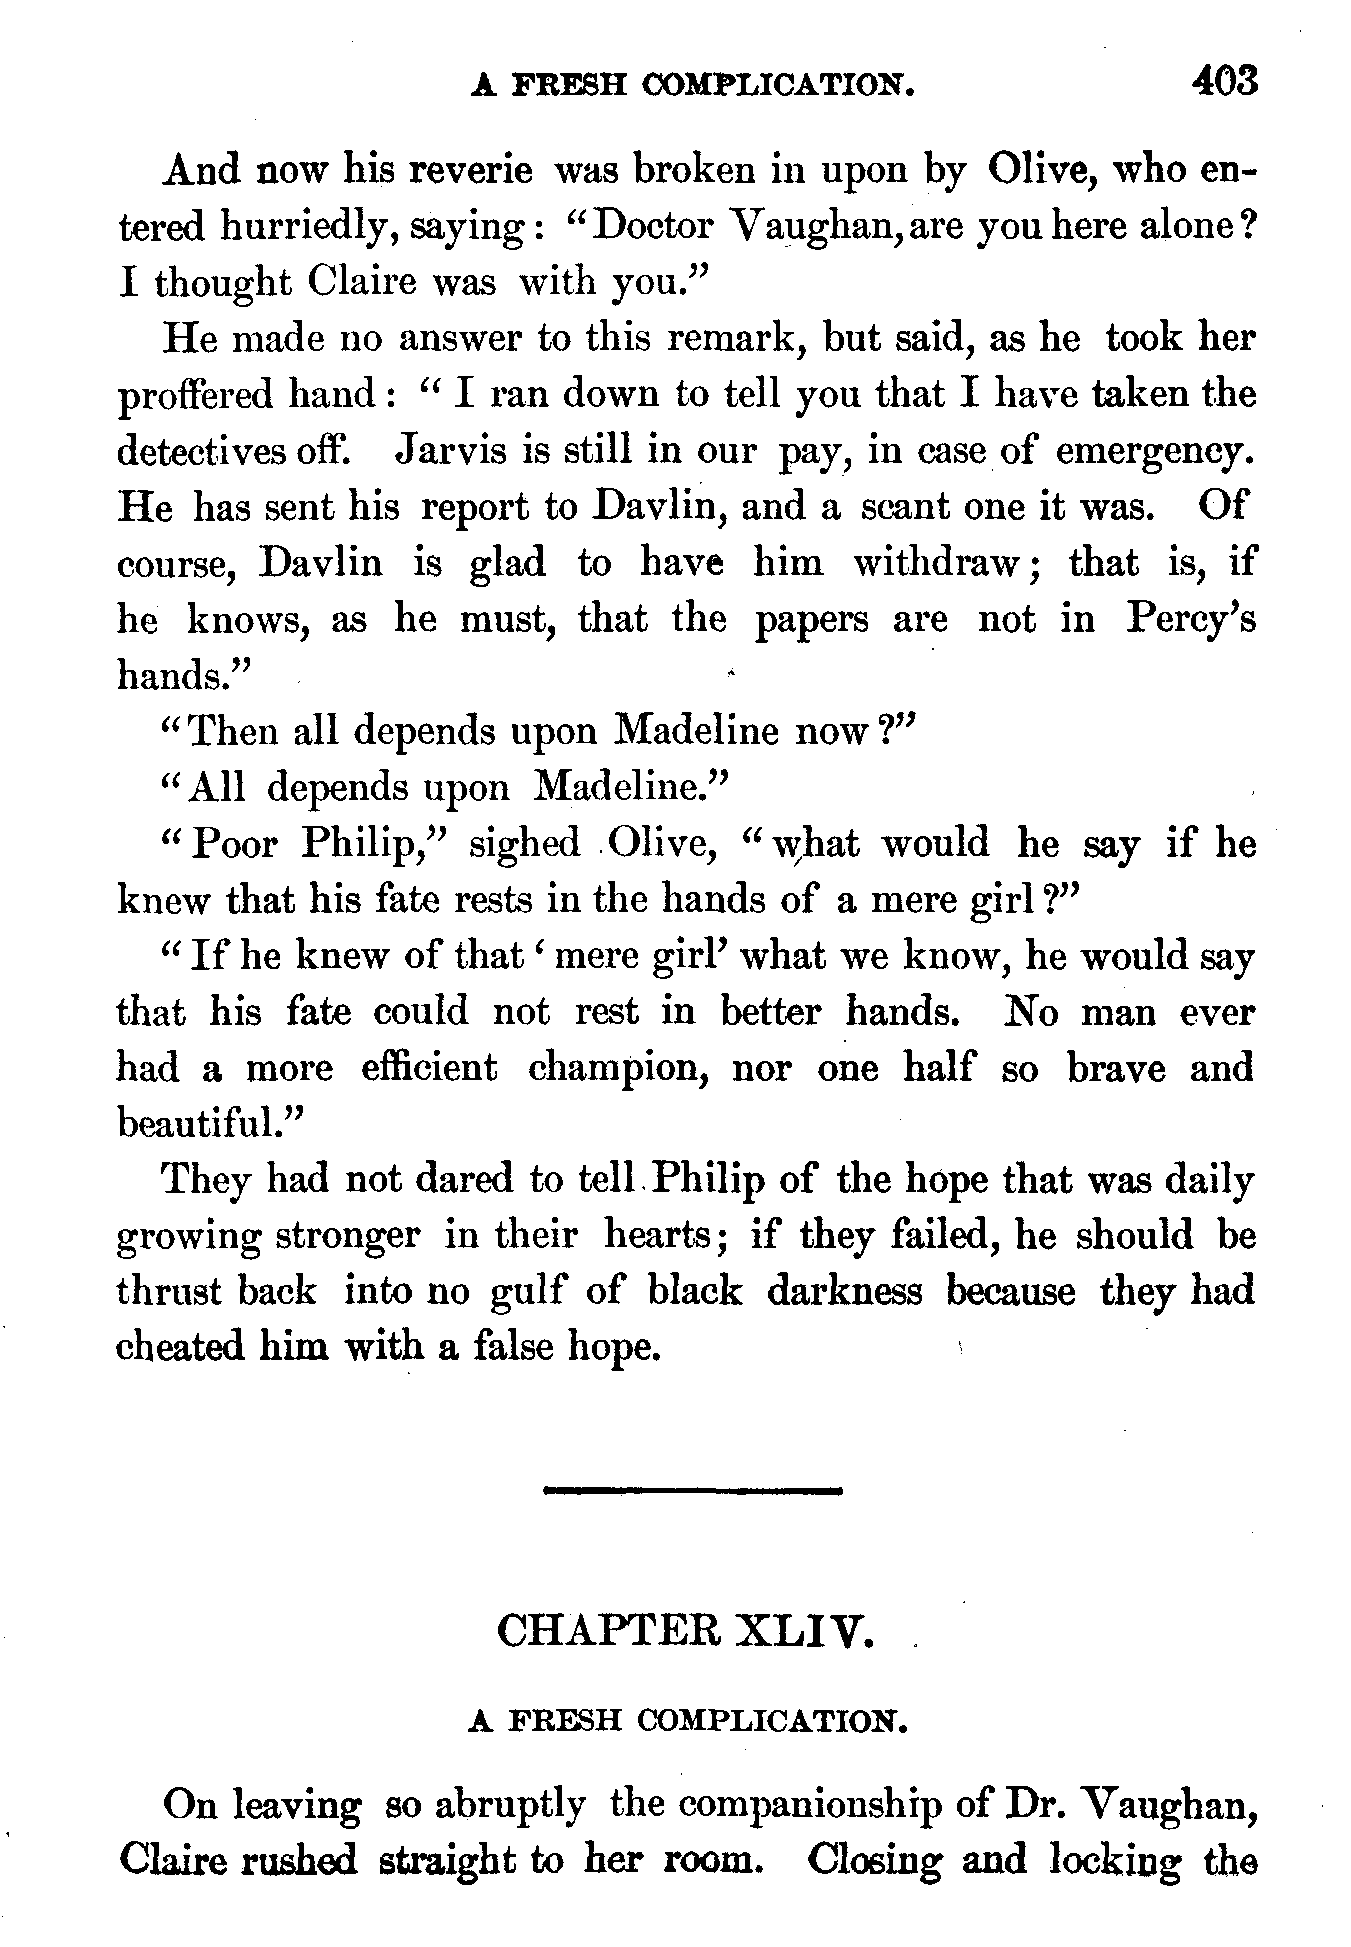 A FRESH COMPLICATION. 403
And now his reverie was broken in upon by Olive, who en-
tered hurriedly, saying: "Doctor Vaughan, are you here alone?
I thought Claire was with you."
He made no answer to this remark, but said, as he took her
proffered hand: "I ran down to tell you that I have taken the
detectives off. Jarvis is still in our pay, in case of emergency.
He has sent his report to Davlin, and a scant one it was. Of
course, Davlin is glad to have him withdraw; that is, if
he knows, as he must, that the papers are not in Percy's
hands."
"Then all depends upon Madeline now?"
"All depends upon Madeline."
"Poor Philip," sighed Olive, "what would he say if he
knew that his fate rests in the hands of a mere girl?"
"If he knew of that 'mere girl' what we know, he would say
that his fate could not rest in better hands. No man ever
had a more efficient champion, nor one half so brave and
beautiful."
They had not dared to tell Philip of the hope that was daily
growing stronger in their hearts; if they failed, he should be
thrust back into no gulf of black darkness because they had
cheated him with a false hope.
CHAPTER XLIV.
A FRESH COMPLICATION.
On leaving so abruptly the companionship of Dr. Vaughan,
Claire rushed straight to her room. Closing and locking the